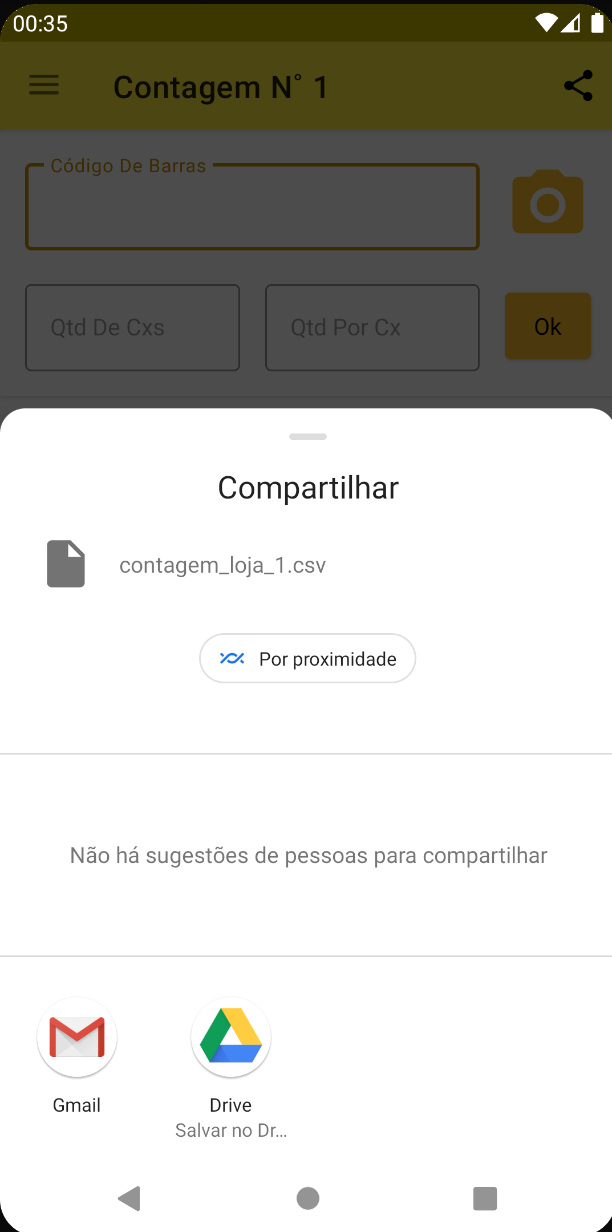 00:35
Contagem N° 1
Código De Barras
Qtd De Cxs
Qtd Por Cx
Ok
Compartilhar
contagem_loja_1.csv
Por proximidade
Não há sugestões de pessoas para compartilhar
Gmail
Drive
Salvar no Dr...